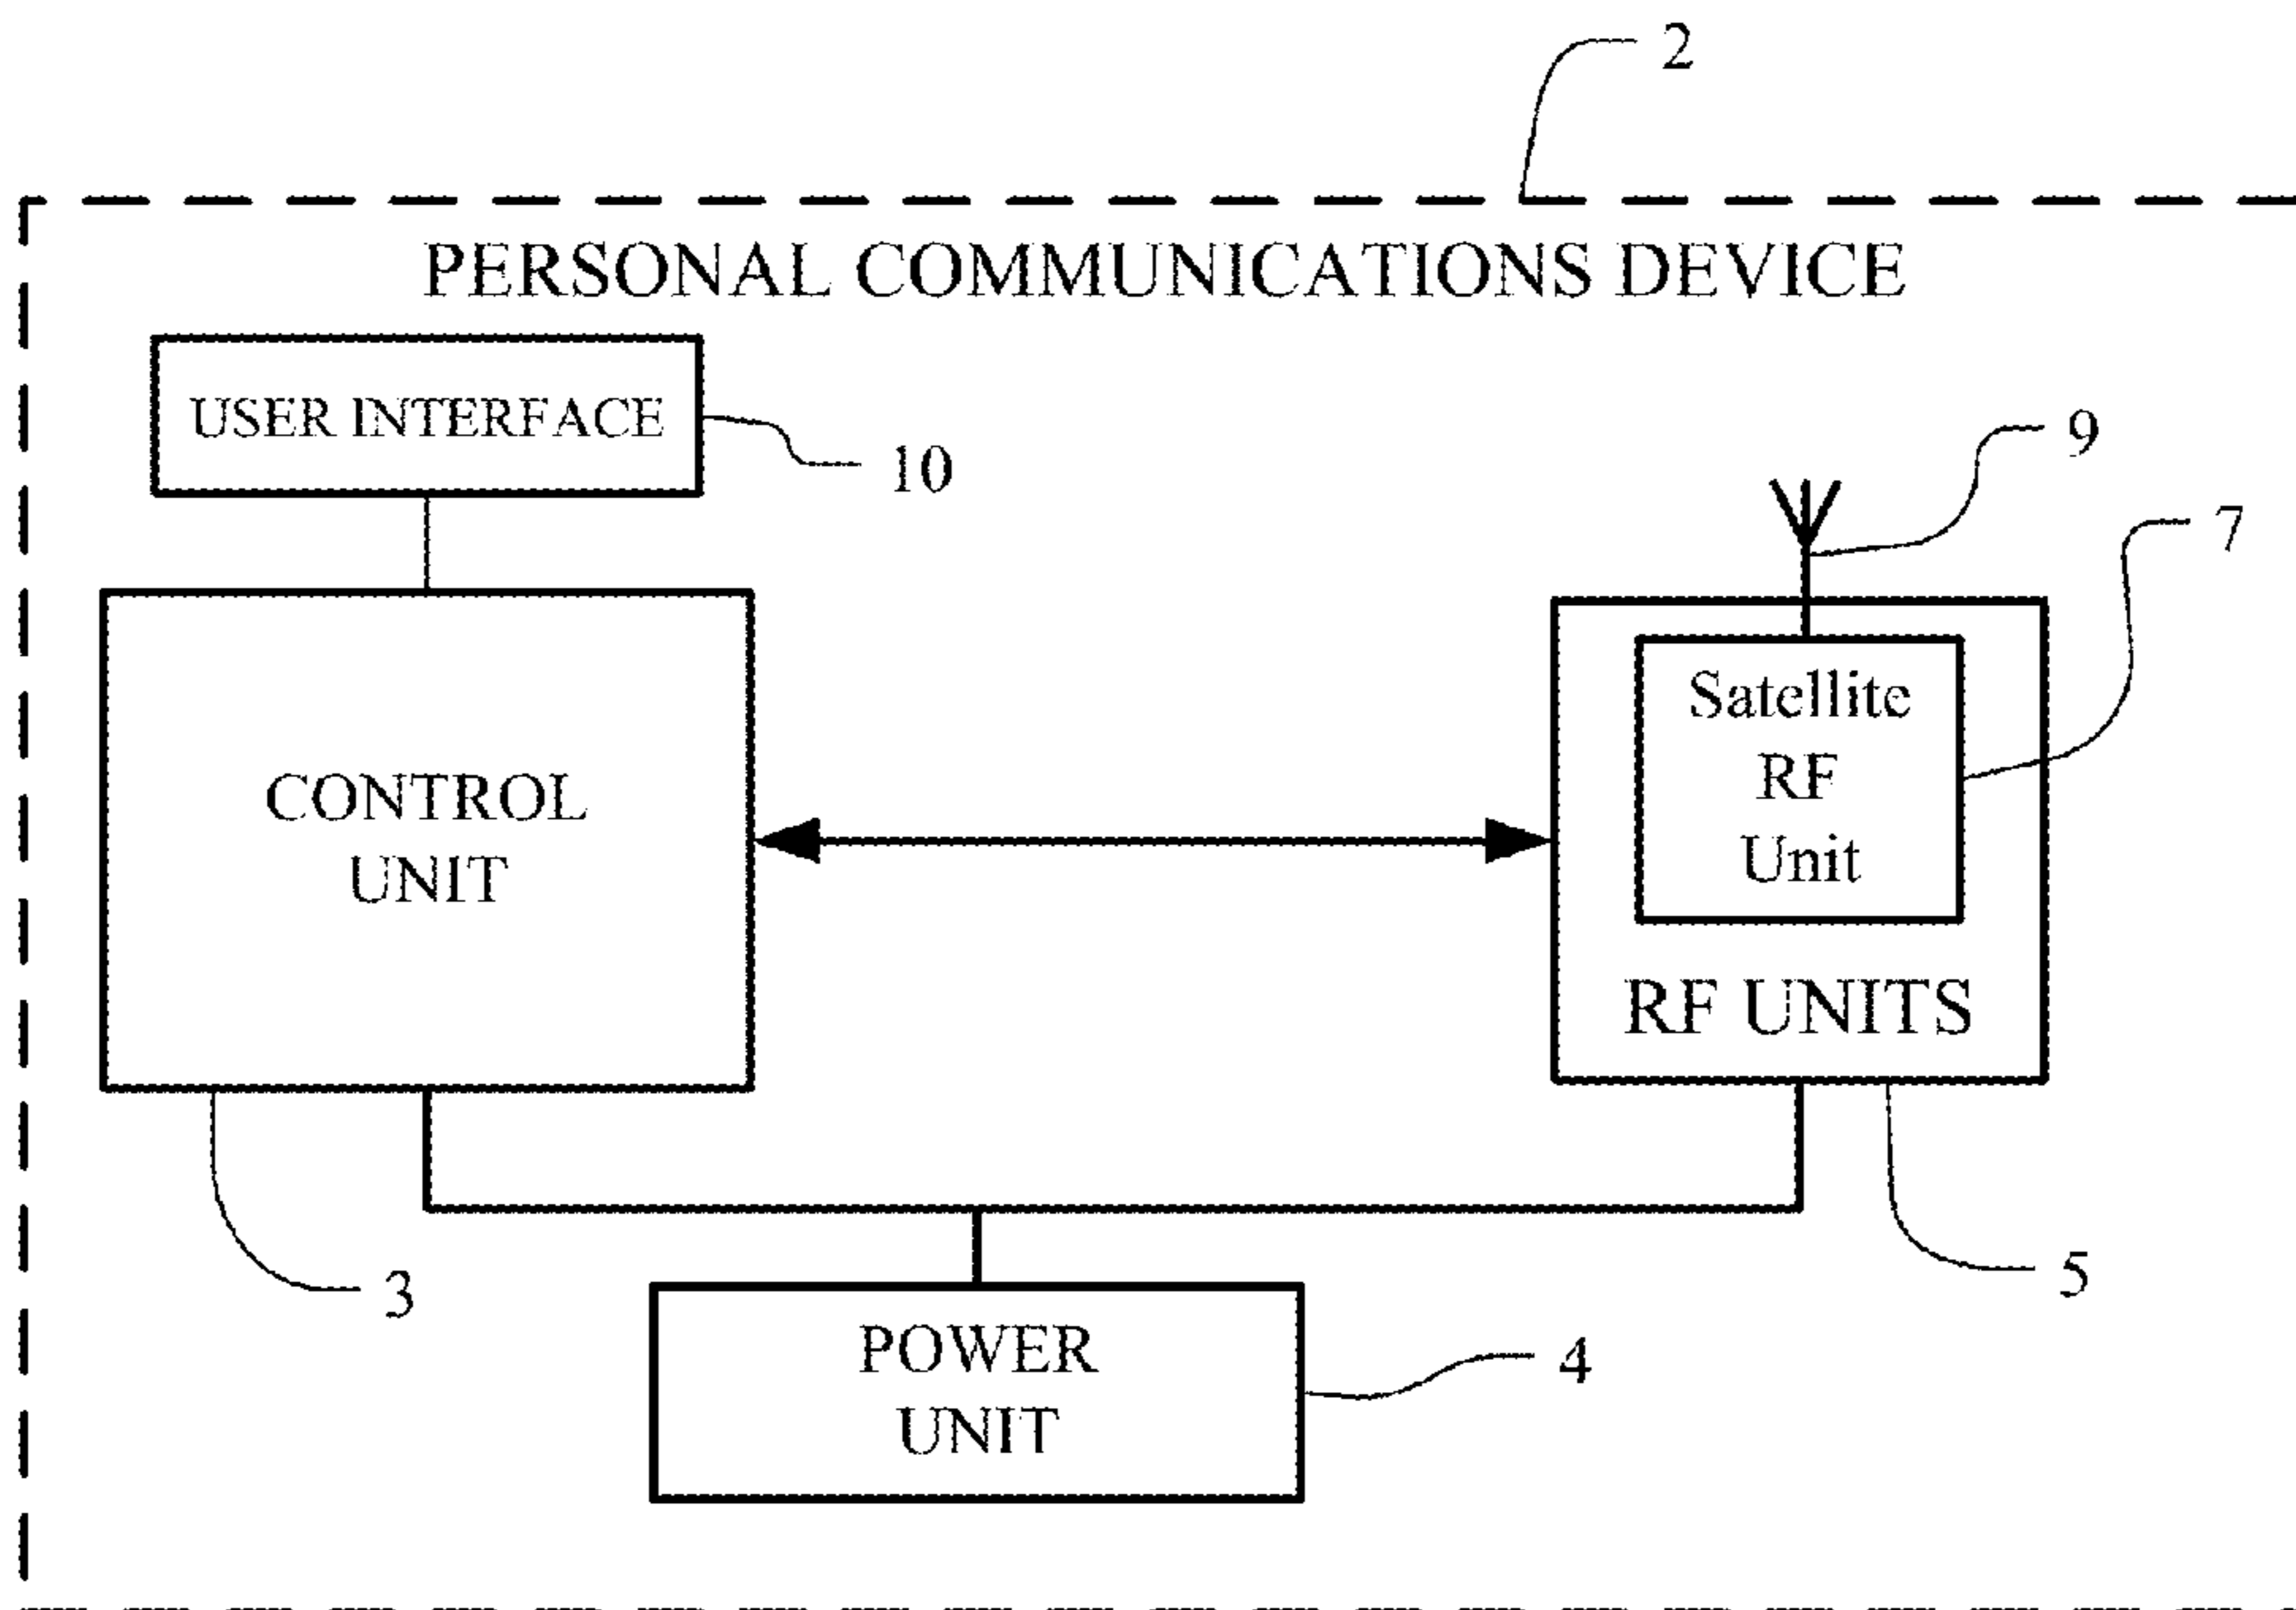 2
PERSONAL COMMUNICATIONS DEVICE
USER INTERFACE
10
9
7
Satellite
RF
Unit
CONTROL
UNIT
RF UNITS
3
5
POWER
UNIT
4